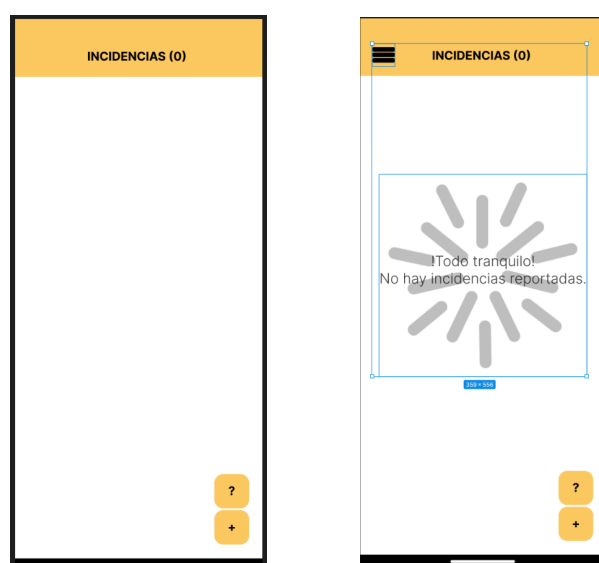 INCIDENCIAS (0)
?
+
INCIDENCIAS (0)
!Todo tranquilo!
No hay incidencias reportadas.
359 × 556
?
+